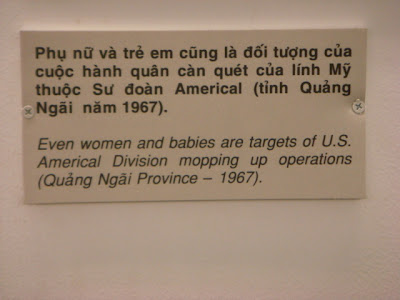 Phụ nữ và trẻ em cũng là đối tượng của
cuộc hành quân càn quét của lính Mỹ
thuộc Sư đoàn Americal (tỉnh Quảng
Ngãi năm 1967).
Even women and babies are targets of U.S.
Americal Division mopping up operations
(Quảng Ngãi Province – 1967).